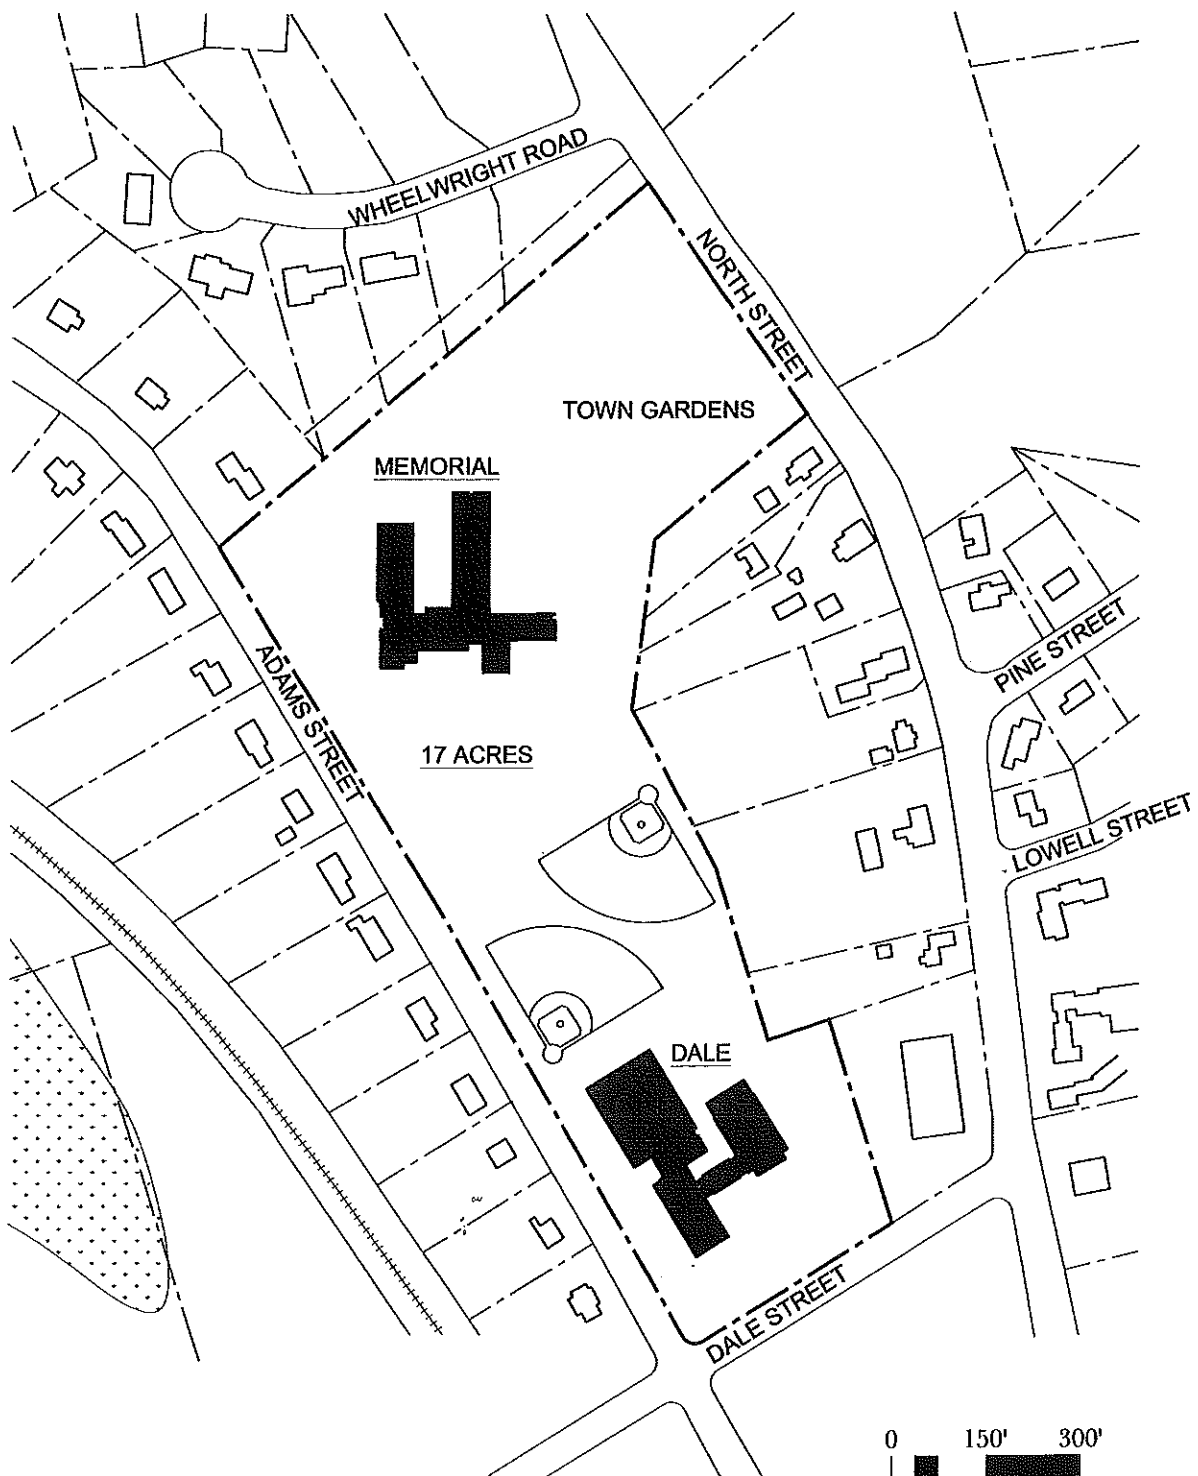 WHEELWRIGHT ROAD
NORTH STREET
TOWN GARDENS
MEMORIAL
PINE STREET
ADAMS STREET
17 ACRES
LOWELL STREET
DALE
DALE STREET
0 150' 300'